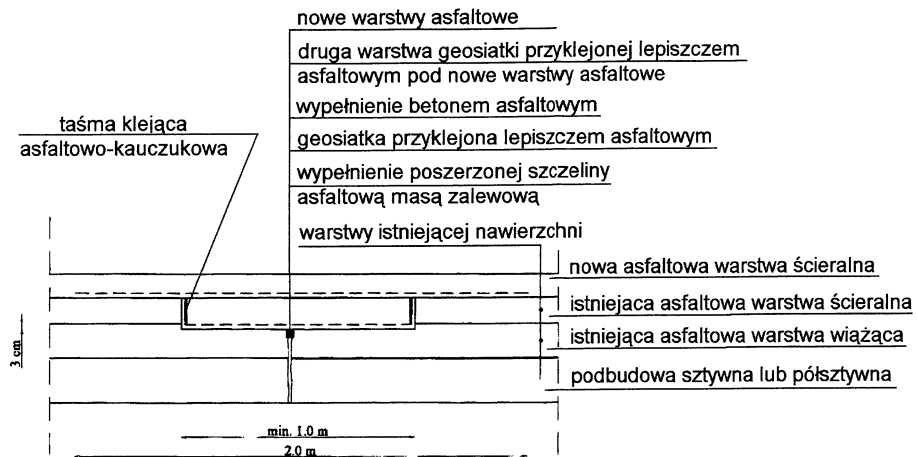 nowe warstwy asfaltowe
druga warstwa geosiatki przyklejonej lepiszczem
asfaltowym pod nowe warstwy asfaltowe
wypełnienie betonem asfaltowym
taśma klejąca
asfaltowo-kauczukowa
geosiatka przyklejona lepiszczem asfaltowym
wypełnienie poszerzonej szczeliny
asfaltową masą zalewową
warstwy istniejącej nawierzchni
nowa asfaltowa warstwa ścieralna
istniejaca asfaltowa warstwa ścieralna
istniejąca asfaltowa warstwa wiążąca
podbudowa sztywna lub półsztywna
3 cm
min. 1.0 m
2.0 m